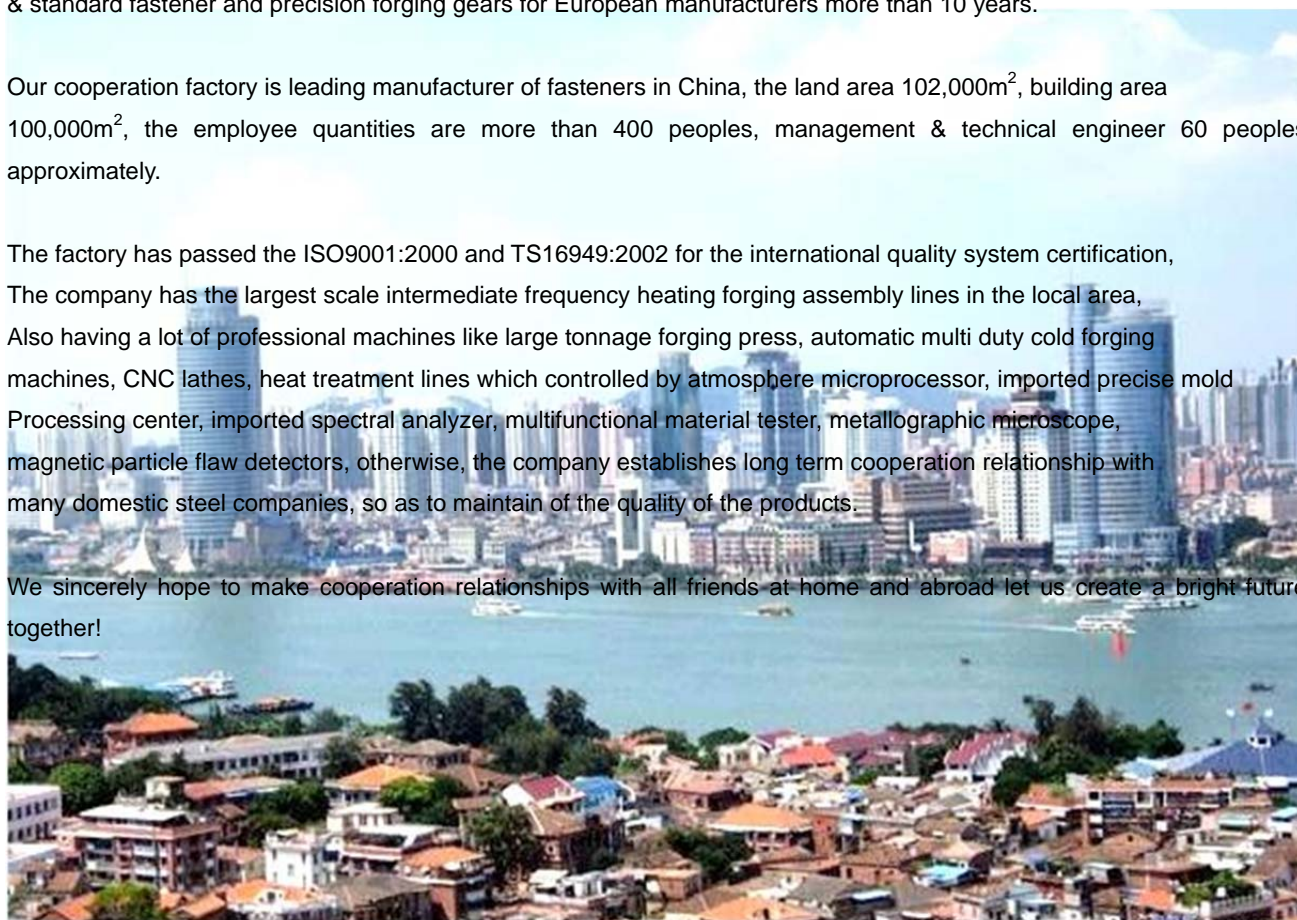 & standard fastener and precision forging gears for European manufacturers more than 10 years.
Our cooperation factory is leading manufacturer of fasteners in China, the land area 102,000m², building area
100,000m², the employee quantities are more than 400 peoples, management & technical engineer 60 peoples
approximately.
The factory has passed the ISO9001:2000 and TS16949:2002 for the international quality system certification,
The company has the largest scale intermediate frequency heating forging assembly lines in the local area,
Also having a lot of professional machines like large tonnage forging press, automatic multi duty cold forging
machines, CNC lathes, heat treatment lines which controlled by atmosphere microprocessor, imported precise mold
Processing center, imported spectral analyzer, multifunctional material tester, metallographic microscope,
magnetic particle flaw detectors, otherwise, the company establishes long term cooperation relationship with
many domestic steel companies, so as to maintain of the quality of the products.
We sincerely hope to make cooperation relationships with all friends at home and abroad let us create a bright future
together!